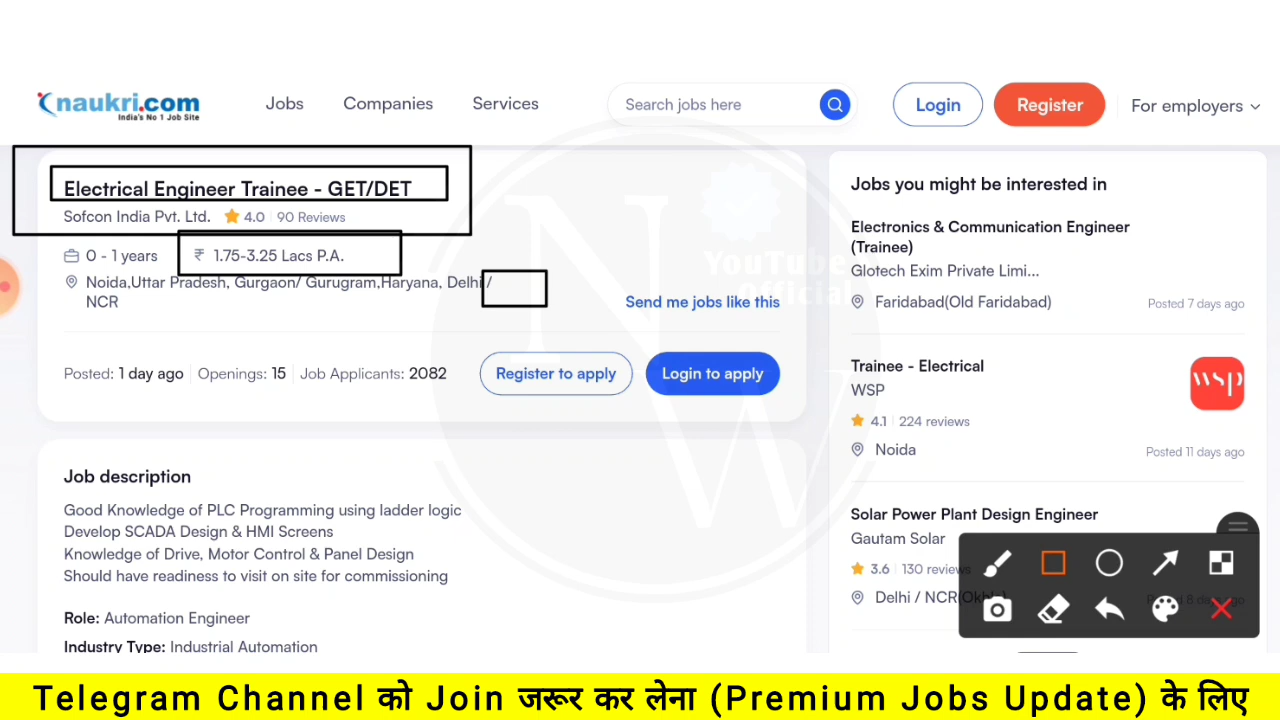 naukri.com
India's No 1 Job Site
Jobs
Companies
Services
Search jobs here
Login
Register
For employers
Electrical Engineer Trainee - GET/DET
Sofcon India Pvt. Ltd. 4.0 90 Reviews
0 - 1 years ₹ 1.75-3.25 Lacs P.A.
Noida,Uttar Pradesh, Gurgaon/ Gurugram,Haryana, Delhi /
NCR
Send me jobs like this
Posted: 1 day ago Openings: 15 Job Applicants: 2082
Register to apply
Login to apply
Job description
Good Knowledge of PLC Programming using ladder logic
Develop SCADA Design & HMI Screens
Knowledge of Drive, Motor Control & Panel Design
Should have readiness to visit on site for commissioning
Role: Automation Engineer
Industry Type: Industrial Automation
Jobs you might be interested in
Electronics & Communication Engineer
(Trainee)
Glotech Exim Private Limi...
Faridabad(Old Faridabad)
Posted 7 days ago
Trainee - Electrical
WSP
wsp
4.1 224 reviews
Noida
Posted 11 days ago
Solar Power Plant Design Engineer
Gautam Solar
3.6 130 reviews
Delhi / NCR(Okhla)
Posted 8 days ago
YouTube
Official
N
W
Telegram Channel को Join जरूर कर लेना (Premium Jobs Update) के लिए